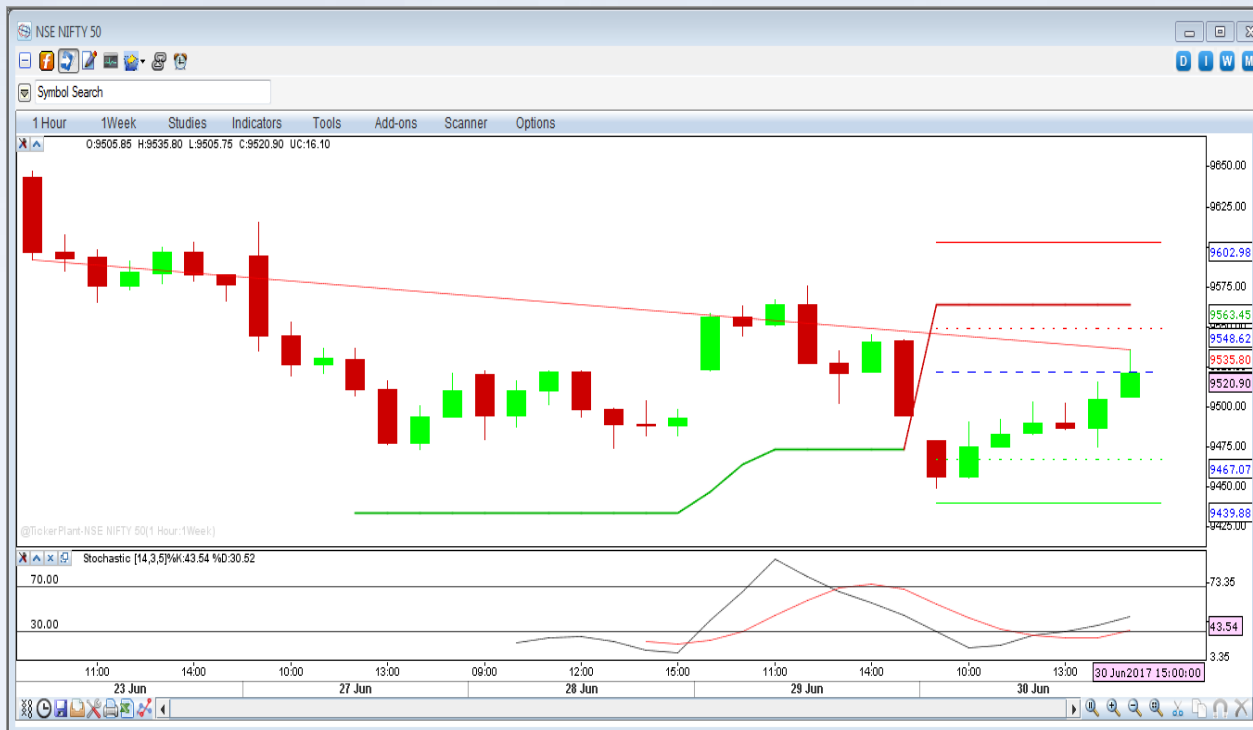 NSE NIFTY 50
D I W M
Symbol Search
1 Hour 1Week Studies Indicators Tools Add-ons Scanner Options
O:9505.85 H:9535.80 L:9505.75 C:9520.90 UC:16.10
9650.00
9625.00
9602.98
9575.00
9563.45
9548.62
9535.80
9520.90
9500.00
9475.00
9467.07
9450.00
9439.88
9425.00
@TickerPlant-NSE NIFTY 50(1 Hour:1Week)
Stochastic [14,3,5]%K:43.54 %D:30.52
70.00
73.35
30.00
43.54
3.35
11:00 14:00 10:00 13:00 09:00 12:00 15:00 11:00 14:00 10:00 13:00 30 Jun2017 15:00:00
23 Jun 27 Jun 28 Jun 29 Jun 30 Jun